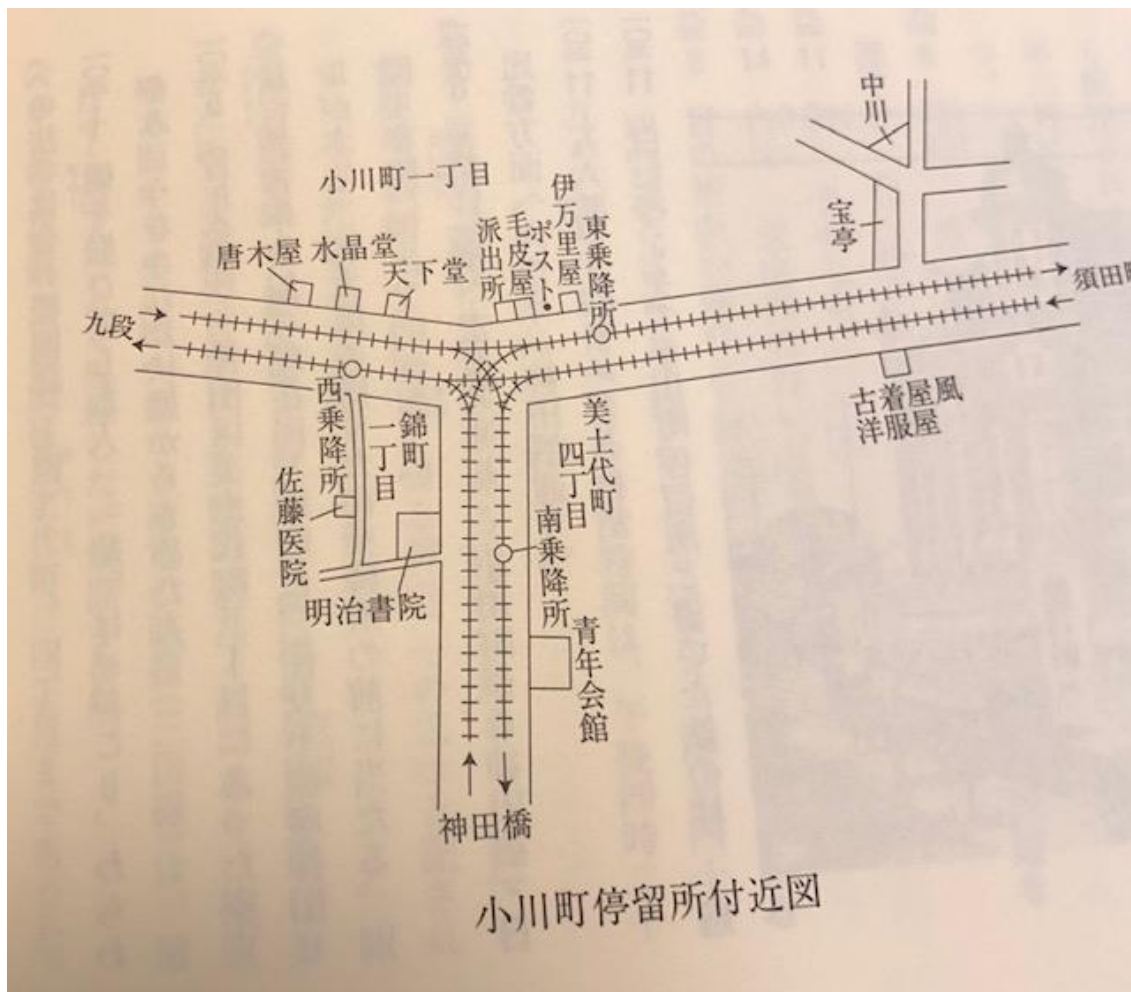 中川
小川町一丁目
伊万里屋
東乗降所
ポスト
毛皮屋
派出所
宝亭
唐木屋
水晶堂
天下堂
須田
九段
西乗降所
錦町
一丁目
美土代町
四丁目
古着屋風
洋服屋
佐藤医院
南乗降所
明治書院
青年会館
神田橋
小川町停留所付近図